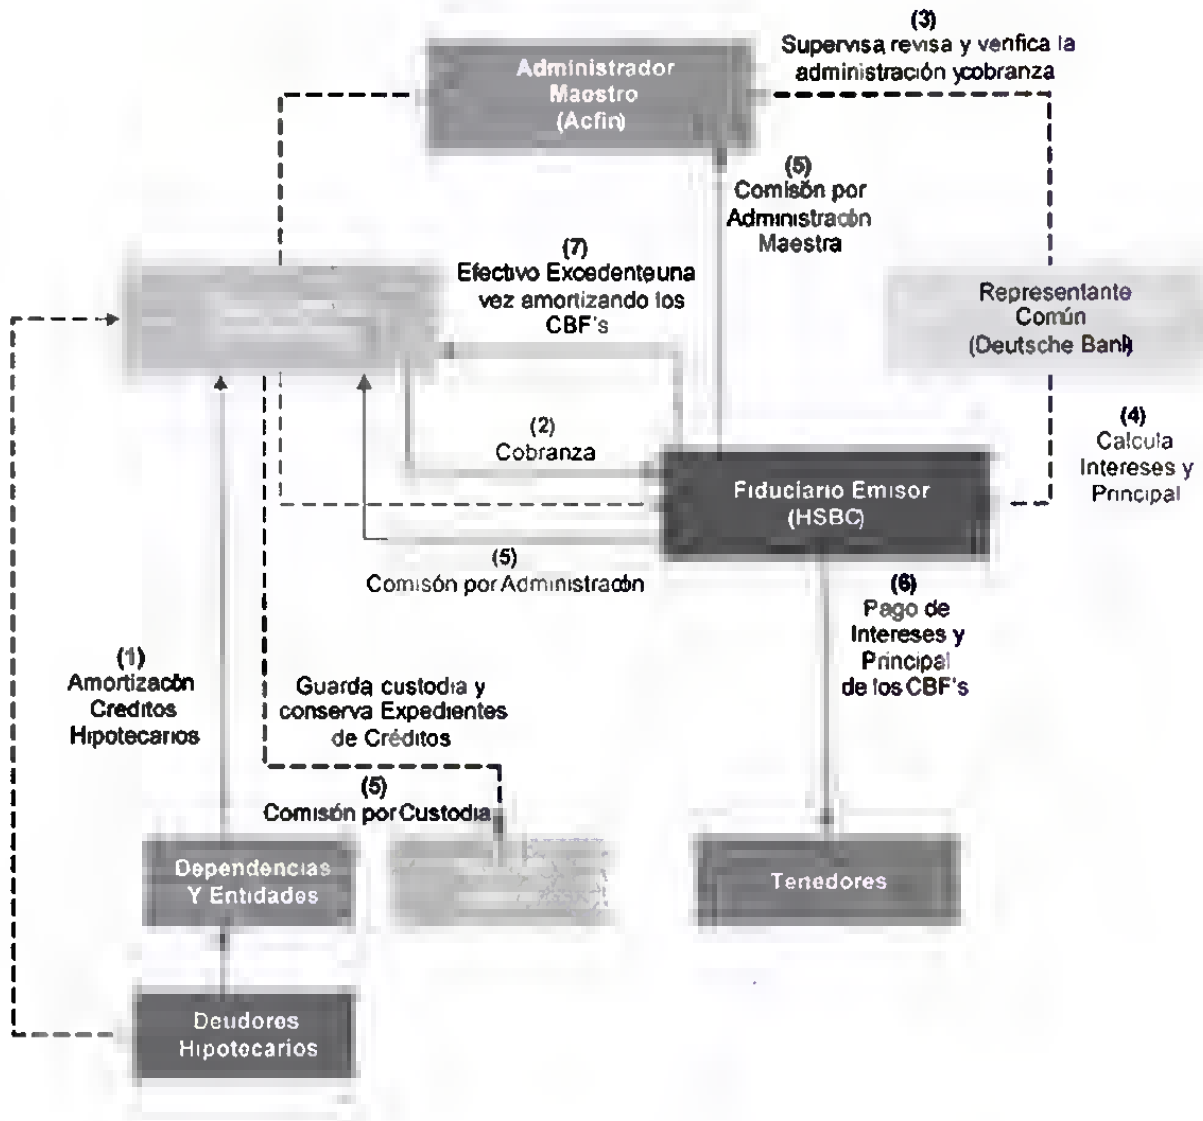 (3)
Supervisa, revisa y verifica la
administración ycobranza
Administrador
Maestro
(Acfin)
(5)
Comisón por
Administración
Maestra
(7)
Efectivo Excedenteuna
vez amortizando los
CBF's
Representante
Común
(Deutsche Bank)
(2)
Cobranza
(4)
Calcula
Intereses y
Principal
Fiduciario Emisor
(HSBC)
(5)
Comisón por Administracón
(6)
Pago de
Intereses y
Principal
de los CBF's
(1)
Amortizacón
Creditos
Hipotecarios
Guarda, custodia y
conserva Expedientes
de Créditos
(5)
Comisón por Custodia
Dependencias
Y Entidades
Tenedores
Deudores
Hipotecarios